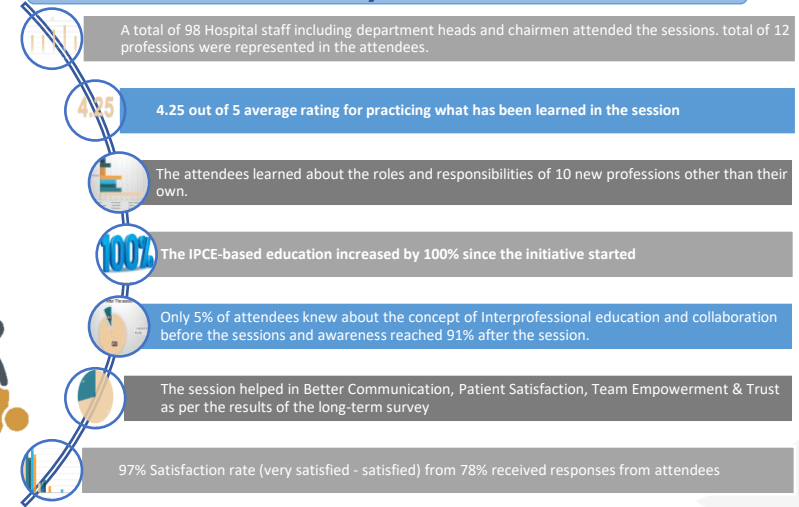 A total of 98 Hospital staff including department heads and chairmen attended the sessions. total of 12
professions were represented in the attendees.
4.25
4.25 out of 5 average rating for practicing what has been learned in the session
The attendees learned about the roles and responsibilities of 10 new professions other than their
own.
100%
The IPCE-based education increased by 100% since the initiative started
Only 5% of attendees knew about the concept of Interprofessional education and collaboration
before the sessions and awareness reached 91% after the session.
The session helped in Better Communication, Patient Satisfaction, Team Empowerment & Trust
as per the results of the long-term survey
97% Satisfaction rate (very satisfied - satisfied) from 78% received responses from attendees